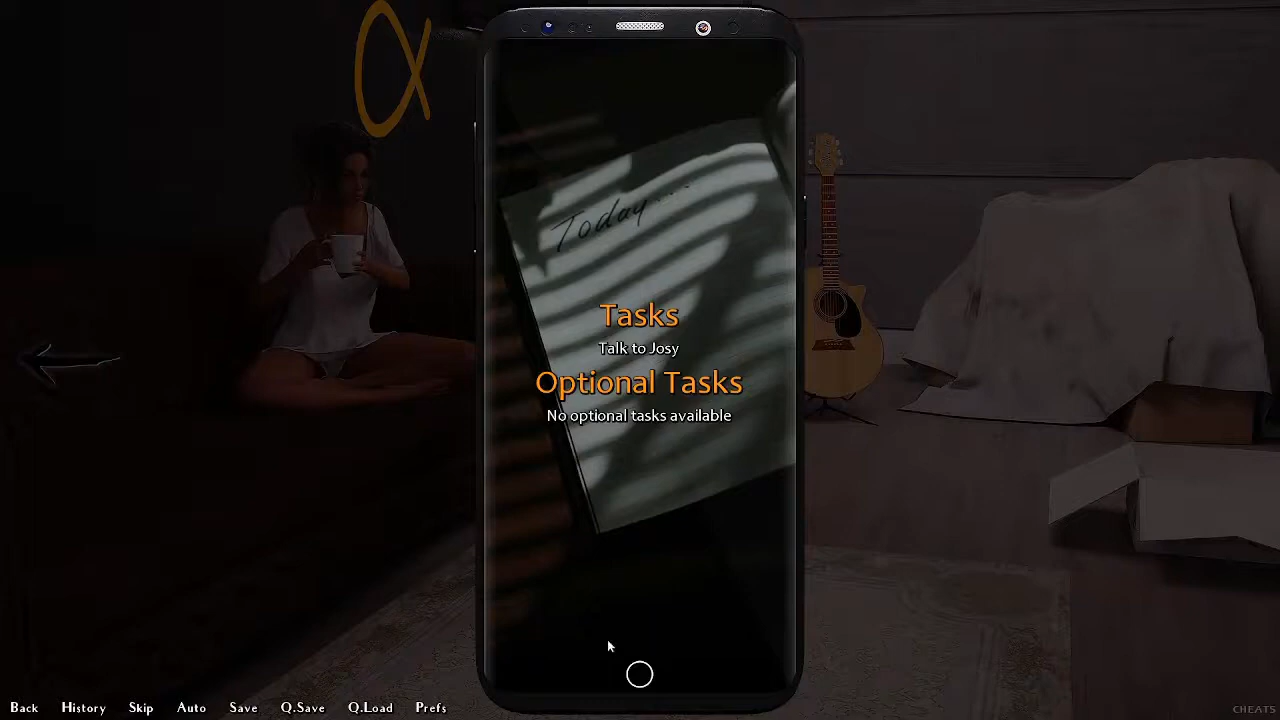 Today...
Tasks
Talk to Josy
Optional Tasks
No optional tasks available
Back History Skip Auto Save Q.Save Q.Load Prefs
CHEATS